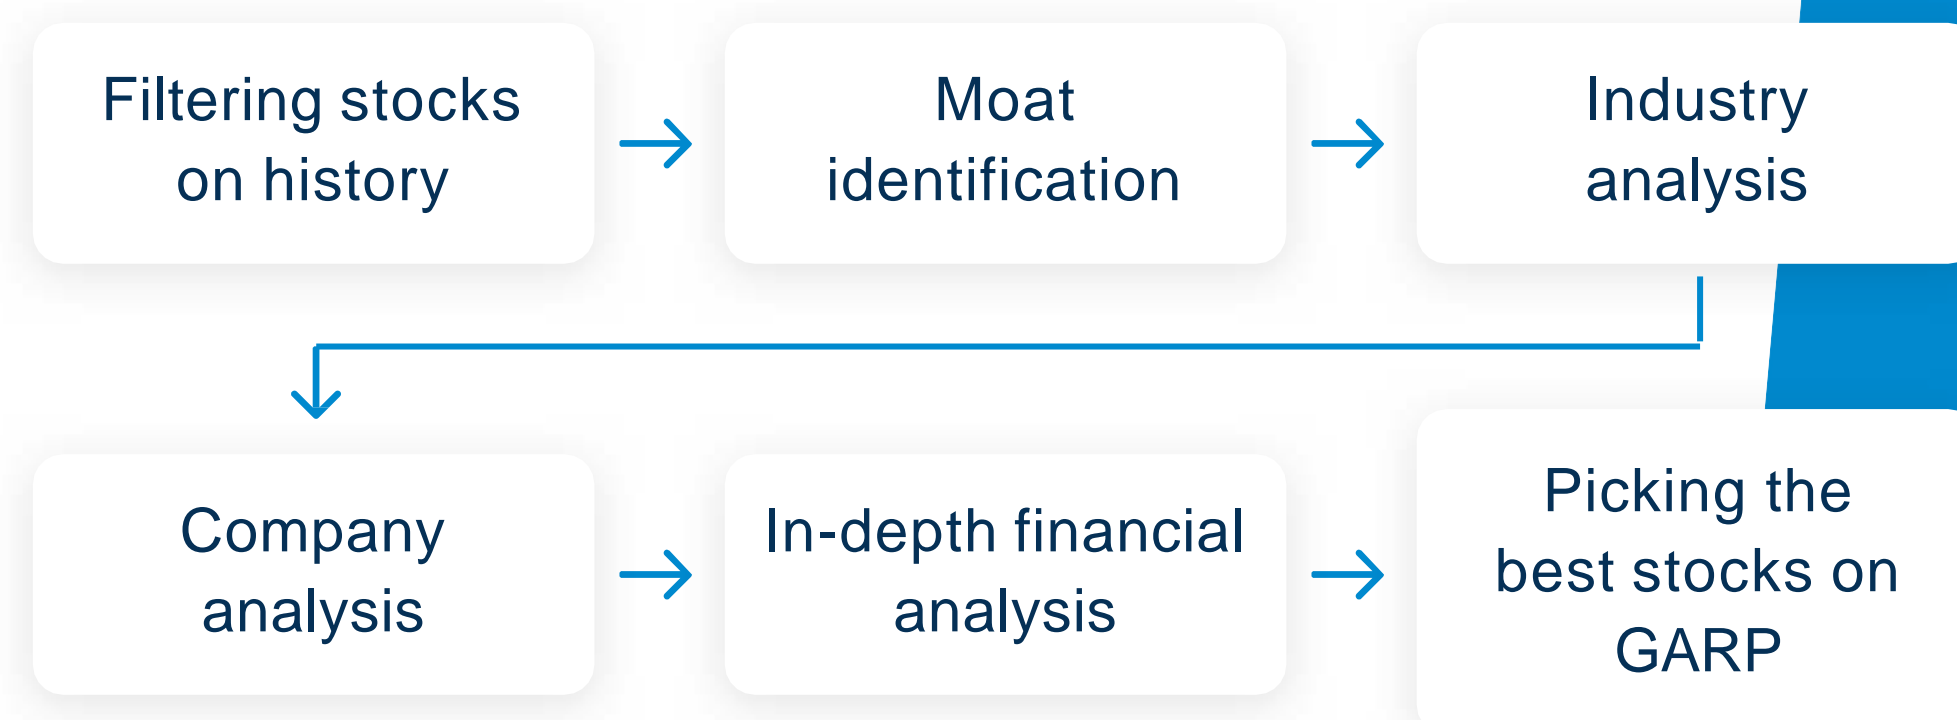 Filtering stocks
on history
Moat
identification
Industry
analysis
Company
analysis
In-depth financial
analysis
Picking the
best stocks on
GARP